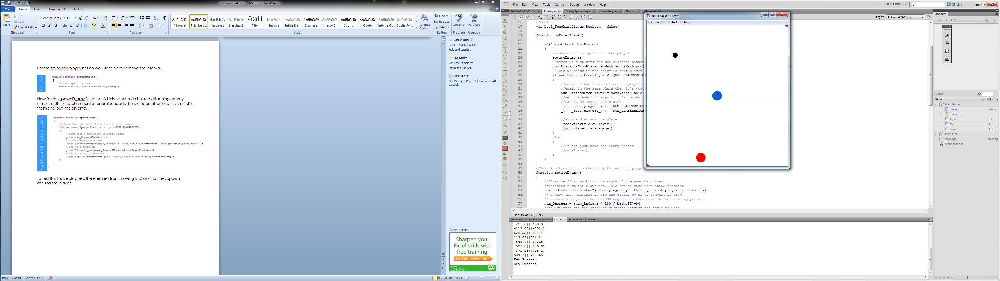 Development.docx - Microsoft Word Starter
File Home Insert Page Layout Mailings
Cut
Copy
Format Painter
Paste
Clipboard
Century Gothic 11
Font
Paragraph
AaBbCcDc AaBbCcDc AaBbCc AaBbCc AaB AaBbCc. AaBbCcDc AaBbCcDc AaBbCcDc AaBbCcDc AaBbCcDc AaBbCcDc AABBCCDC
¶ Normal ¶ No Spaci... Heading 1 Heading 2 Title Subtitle Subtle Em... Emphasis Intense E... Strong Quote Intense Q... Subtle Ref...
Styles
Change Styles
Find
Replace
Select
Editing
Spelling
Proofing
Purchase
Upgrade
For the stopSpawning function we just need to remove the interval.
8 public function stopSpawning()
9 {
10 //clear spawning timer
11 clearInterval(_root.timer_MainSpawning);
12 }
Now for the spawnEnemy function. All this need to do is keep attaching enemy
classes until the total amount of enemies needed have been attached then initialise
them and put into an array.
14 private function spawnEnemy()
15 {
16 //check that the spawn limit hasn't been reached
17 if(_root.num_SpawnedEnemies != _root.NUM_SPAWNLIMIT)
18 {
19 //show that a new enemy is being added
20 _root.num_SpawnedEnemies++;
21 //attach enemy to screen
22 _root.attachMovie("Enemy","Enemy" + _root.num_SpawnedEnemies,_root.getNextHighestDepth());
23 //set it's position
24 _root["Enemy"+_root.num_SpawnedEnemies].setSpawnPosition();
25 //add to array of enemies
26 _root.ary_SpawnedEnemies.push(_root["Enemy"+_root.num_SpawnedEnemies]);
27 }
28 }
29 }
30
To test this I have stopped the enemies from moving to show that they spawn
around the player.
Get Started
Getting Started Guide
Help and Support
Do More
Get Free Templates
Download Clip Art
Get More
Get Microsoft PowerPoint or Microsoft
Outlook
Advertisement
Sharpen your
Excel skills with
free training.
Get video training now >
Excel 2010
Page: 49 of 49 Words: 3,790
100%
Fl File Edit View Tools Control Debug Window Help
DEVELOPER
CS Live
Build-06-03-12.fla Enemy.as EnemySpawning.as Inventory.as Item.as Player.as
Target: Build-06-03-12.fla
16 //Boolean
17 var bool_TouchingPlayer:Boolean = false;
18
19 function onEnterFrame()
20 {
21 if(!_root.bool_GamePaused)
22 {
23 //rotate the enemy to face the player
24 rotateEnemy();
25 //first we must work out the distance betwee
26 num_DistanceFromPlayer = Math.sqrt(Math.pow(
27 //Then we check if the enemy is half player'
28 if(num_DistanceFromPlayer <= (NUM_PLAYERHEIG
29 {
30 //work out the radians from the player t
31 //enemy in the same place when it's touc
32 num_RadiansFromPlayer = Math.atan2(this.
33 //set the enemy to stay in it's current
34 //cannot go inside the player
35 _x = _root.player._x + ((NUM_PLAYERHEIGH
36 _y = _root.player._y + ((NUM_PLAYERHEIGH
37
38 //slow and attack the player
39 _root.player.slowPlayer();
40 _root.player.takeDamage();
41 }
42 else
43 {
44 //if not just move the enemy closer
45 //moveEnemy();
46 }
47 }
48 }
49 //This function rotates the enemy to face the player
50 function rotateEnemy()
51 {
52 //first we first work out the angle of the enemy's current
53 //position from the players's. This can be done with atan2 function
54 num_Radians = Math.atan2(_root.player._y - this._y, _root.player._x - this._x);
55 //we must then multiple by 180 and divide by pi to convert it from
56 //radians to degrees then add 90 degrees to then correct the starting postion
57 num_Degrees = (num_Radians * 180 / Math.PI)+90;
58 //now we must get the absolute distance between the angle we want
Line 45 of 128, Col 7
Build-06-03-12.swf
File View Control Debug
TIMELINE COMPILER ERRORS OUTPUT PROPERTIES SCENE
-295.6||-463.8
-113.65||-538.1
520.55||-177.4
213.65||506.8
-549.7||-17.15
-539.6||-106.35
-371.95||405.1
504.2||-219.65
Key Pressed
Key Pressed
LIBRARY
Build-06-03-12.fla
69 items
Name AS Linka
Main Game
Enemy Enemy
Inventory
Item Item
Map Map
Player Player
Main Menu
Message Messag
StandardFont